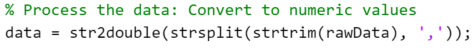 % Process the data: Convert to numeric values
data = str2double(strsplit(strtrim(rawData), ','));